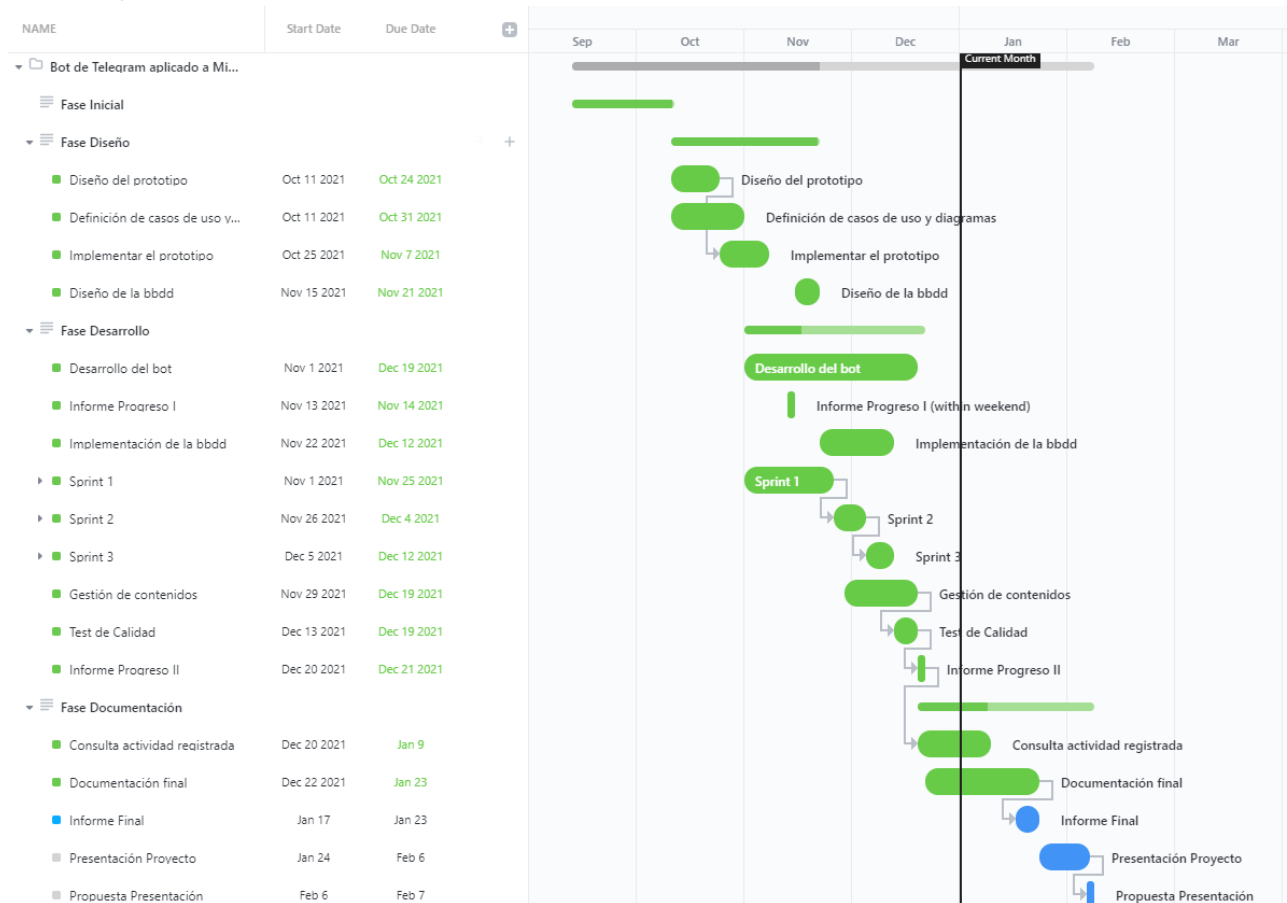 NAME Start Date Due Date
Sep Oct Nov Dec Jan Feb Mar
Current Month
Bot de Telegram aplicado a Mi...
Fase Inicial
Fase Diseño
Diseño del prototipo Oct 11 2021 Oct 24 2021 Diseño del prototipo
Definición de casos de uso y... Oct 11 2021 Oct 31 2021 Definición de casos de uso y diagramas
Implementar el prototipo Oct 25 2021 Nov 7 2021 Implementar el prototipo
Diseño de la bbdd Nov 15 2021 Nov 21 2021 Diseño de la bbdd
Fase Desarrollo
Desarrollo del bot Nov 1 2021 Dec 19 2021 Desarrollo del bot
Informe Progreso I Nov 13 2021 Nov 14 2021 Informe Progreso I (within weekend)
Implementación de la bbdd Nov 22 2021 Dec 12 2021 Implementación de la bbdd
Sprint 1 Nov 1 2021 Nov 25 2021 Sprint 1
Sprint 2 Nov 26 2021 Dec 4 2021 Sprint 2
Sprint 3 Dec 5 2021 Dec 12 2021 Sprint 3
Gestión de contenidos Nov 29 2021 Dec 19 2021 Gestión de contenidos
Test de Calidad Dec 13 2021 Dec 19 2021 Test de Calidad
Informe Progreso II Dec 20 2021 Dec 21 2021 Informe Progreso II
Fase Documentación
Consulta actividad registrada Dec 20 2021 Jan 9 Consulta actividad registrada
Documentación final Dec 22 2021 Jan 23 Documentación final
Informe Final Jan 17 Jan 23 Informe Final
Presentación Proyecto Jan 24 Feb 6 Presentación Proyecto
Propuesta Presentación Feb 6 Feb 7 Propuesta Presentación